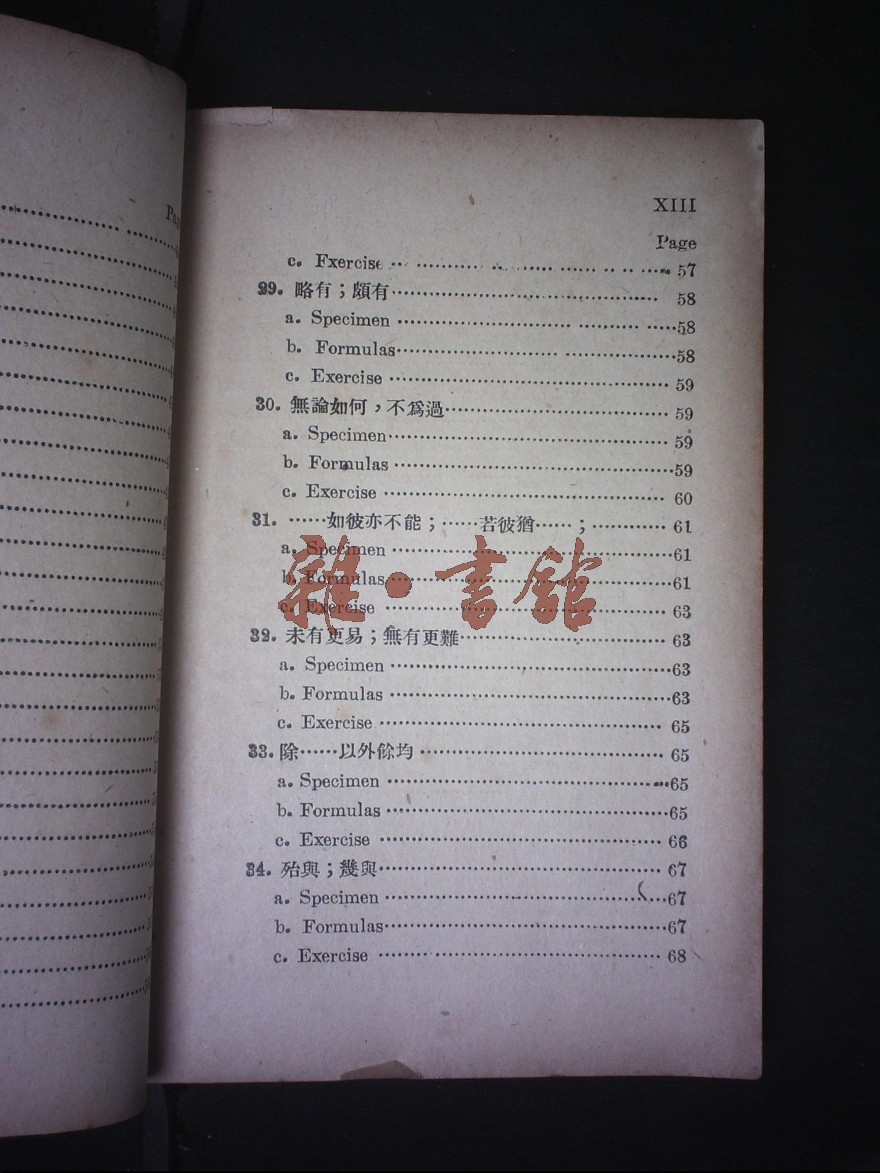 XIII
Page
c. Fxercise ........................ 57
29. 略有；頗有........................ 58
a. Specimen ........................58
b. Formulas........................58
c. Exercise ........................ 59
30. 無論如何，不爲過........................ 59
a. Specimen........................ 59
b. Formulas ........................59
c. Exercise ........................ 60
31. ……如彼亦不能；……若彼猶……；………… 61
a. Specimen ........................61
b. Formulas........................61
c. Exercise ........................ 63
32. 未有更易；無有更難........................ 63
a. Specimen ........................63
b. Formulas ........................63
c. Exercise ........................ 65
33. 除……以外餘均 ........................ 65
a. Specimen ........................65
b. Formulas ........................65
c. Exercise ........................ 66
34. 殆與；幾與........................ 67
a. Specimen ........................67
b. Formulas........................67
c. Exercise ........................ 68
雜·書館